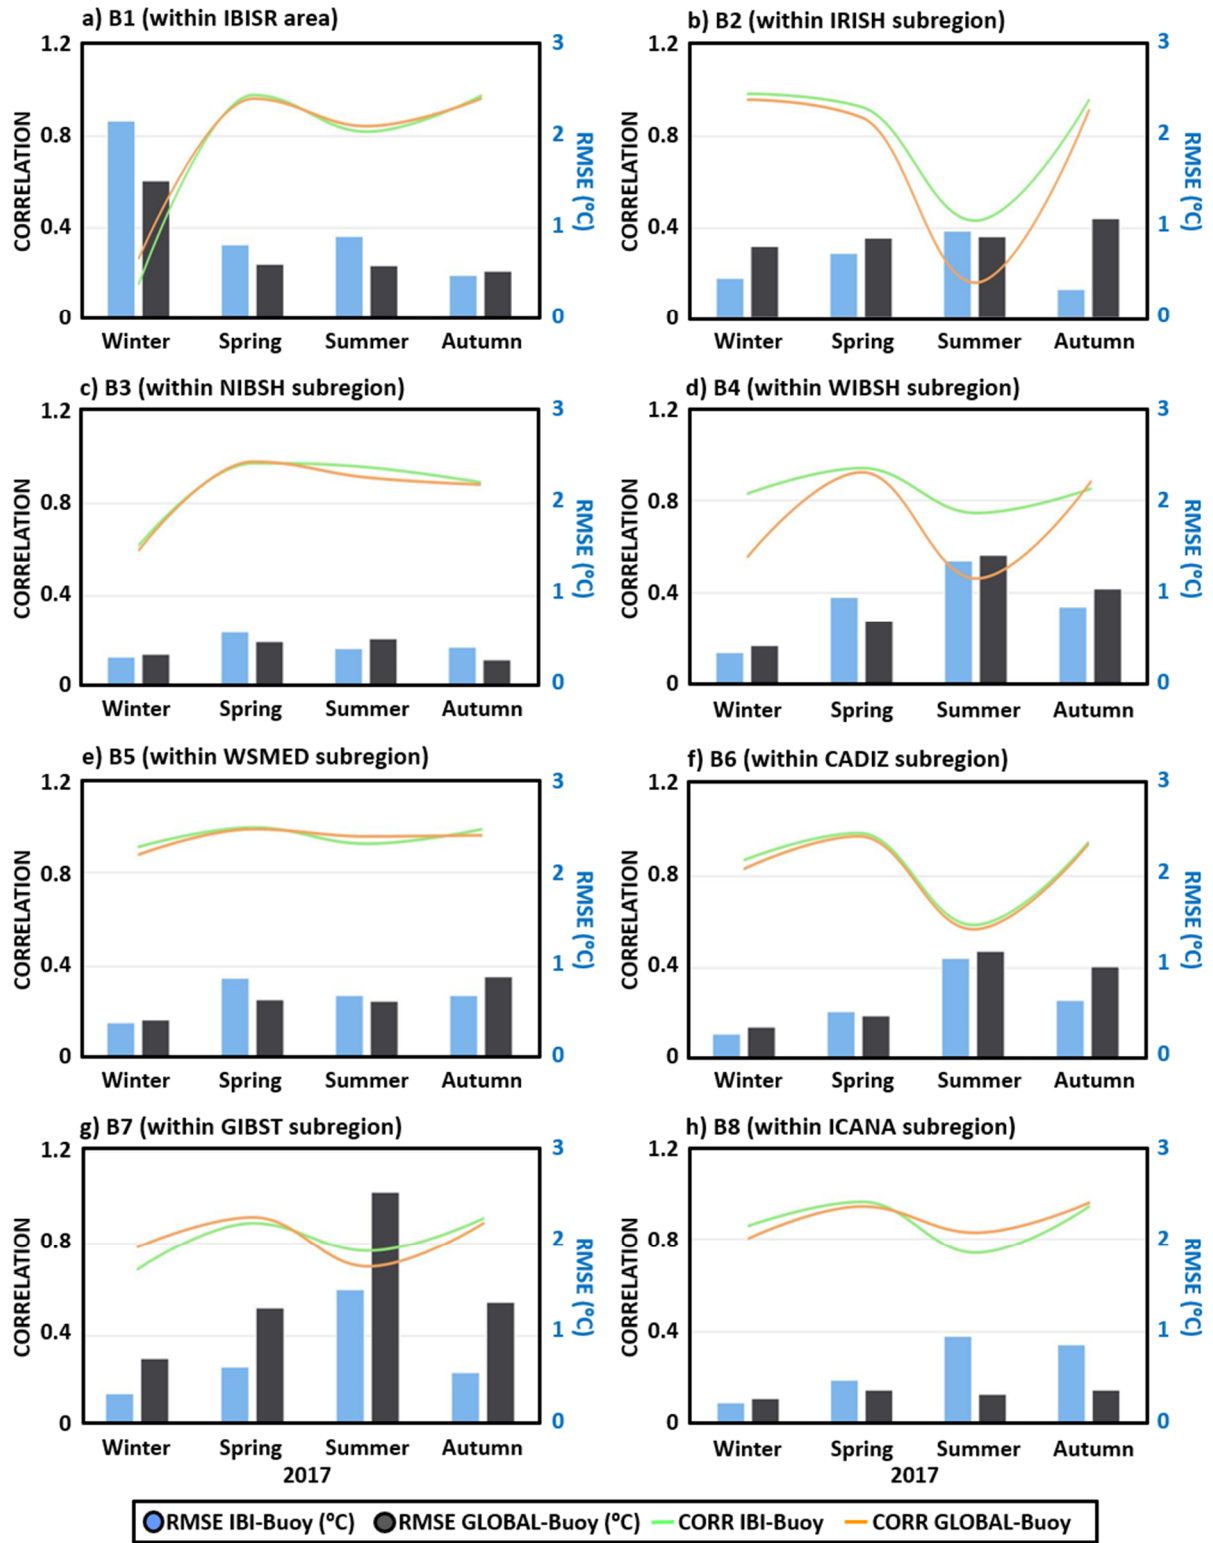 a) B1 (within IBISR area)
1.2
0.8
0.4
0
CORRELATION
3
2
1
0
RMSE (°C)
Winter Spring Summer Autumn
b) B2 (within IRISH subregion)
1.2
0.8
0.4
0
CORRELATION
3
2
1
0
RMSE (°C)
Winter Spring Summer Autumn
c) B3 (within NIBSH subregion)
1.2
0.8
0.4
0
CORRELATION
3
2
1
0
RMSE (°C)
Winter Spring Summer Autumn
d) B4 (within WIBSH subregion)
1.2
0.8
0.4
0
CORRELATION
3
2
1
0
RMSE (°C)
Winter Spring Summer Autumn
e) B5 (within WSMED subregion)
1.2
0.8
0.4
0
CORRELATION
3
2
1
0
RMSE (°C)
Winter Spring Summer Autumn
f) B6 (within CADIZ subregion)
1.2
0.8
0.4
0
CORRELATION
3
2
1
0
RMSE (°C)
Winter Spring Summer Autumn
g) B7 (within GIBST subregion)
1.2
0.8
0.4
0
CORRELATION
3
2
1
0
RMSE (°C)
Winter Spring Summer Autumn
2017
h) B8 (within ICANA subregion)
1.2
0.8
0.4
0
CORRELATION
3
2
1
0
RMSE (°C)
Winter Spring Summer Autumn
2017
RMSE IBI-Buoy (°C) RMSE GLOBAL-Buoy (°C) CORR IBI-Buoy CORR GLOBAL-Buoy